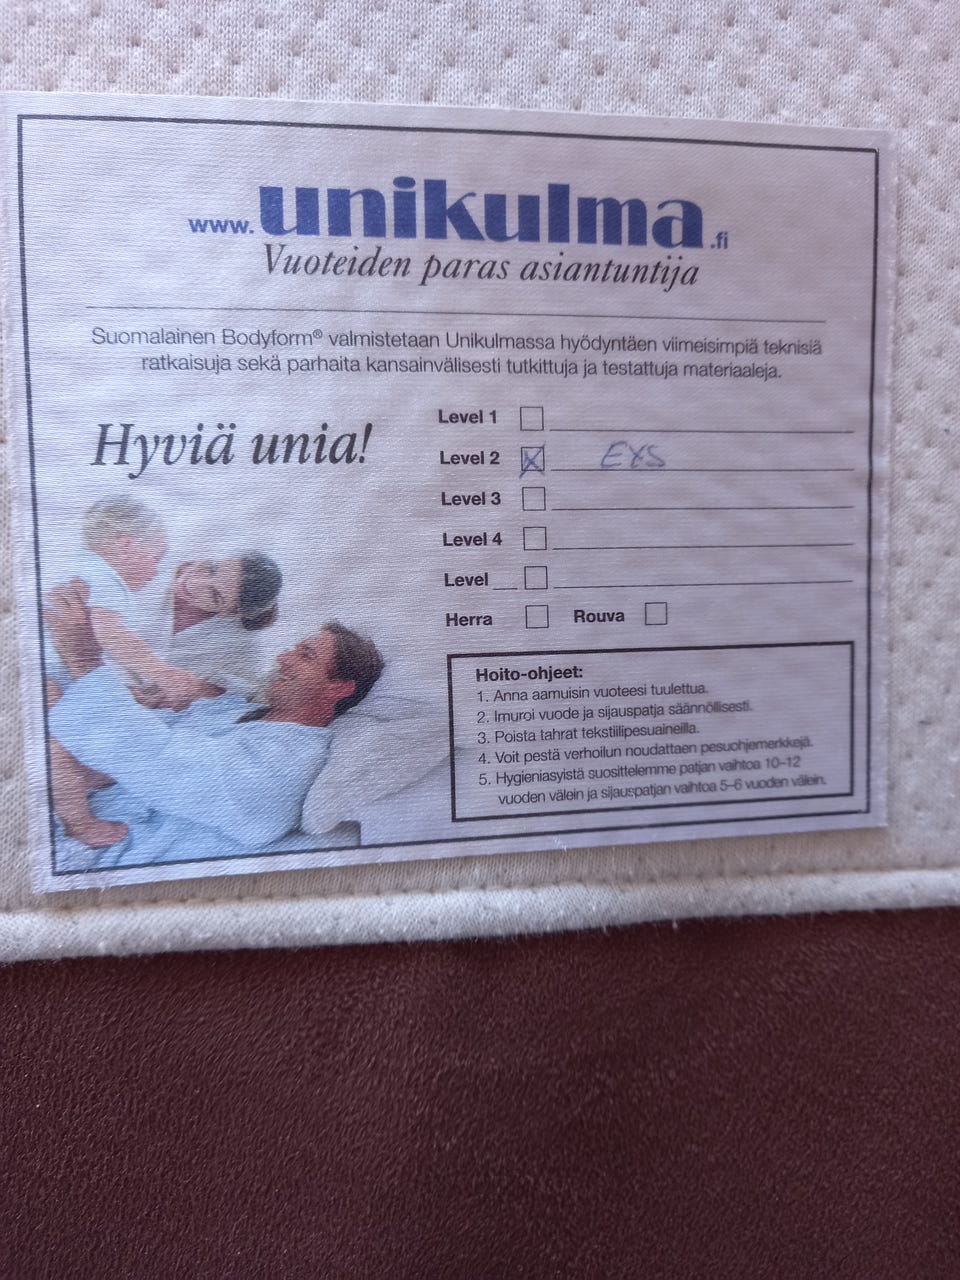 www.unikulma.fi
Vuoteiden paras asiantuntija
Suomalainen Bodyform® valmistetaan Unikulmassa hyödyntäen viimeisimpiä teknisiä
ratkaisuja sekä parhaita kansainvälisesti tutkittuja ja testattuja materiaaleja.
Hyviä unia!
Level 1
Level 2 X EXS
Level 3
Level 4
Level
Herra Rouva
Hoito-ohjeet:
1. Anna aamuisin vuoteesi tuulettua.
2. Imuroi vuode ja sijauspatja säännöllisesti.
3. Poista tahrat tekstiilipesuaineilla.
4. Voit pestä verhoilun noudattaen pesuohjemerkkejä.
5. Hygieniasyistä suosittelemme patjan vaihtoa 10–12
vuoden välein ja sijauspatjan vaihtoa 5–6 vuoden välein.